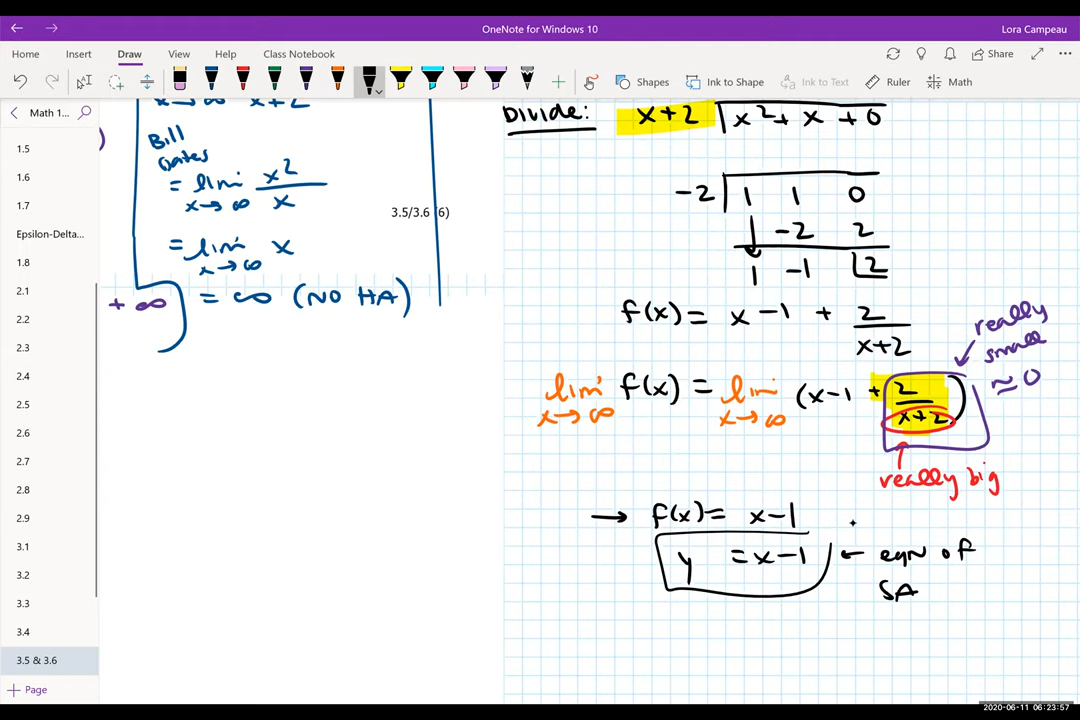 OneNote for Windows 10
Lora Campeau
Home Insert Draw View Help Class Notebook
Share
Shapes Ink to Shape Ink to Text Ruler Math
Math 1...
1.5
1.6
1.7
Epsilon-Delta...
1.8
2.1
2.2
2.3
2.4
2.5
2.6
2.7
2.8
2.9
3.1
3.2
3.3
3.4
3.5 & 3.6
Page
x→∞ x+2
)
Bill
Gates
= lim x²/x
x→∞
3.5/3.6 (6)
= lim x
x→∞
+ ∞ = ∞ (NO HA)
Divide: x+2 x² + x + 0
-2 1 1 0
↓ -2 2
1 -1 2
f(x) = x - 1 + 2/(x+2)
really
small
≈ 0
lim f(x) = lim (x-1 + 2/(x+2))
x→∞ x→∞
really big
→ f(x) = x-1
y = x-1 ← eqn of
SA
2020-06-11 06:23:57